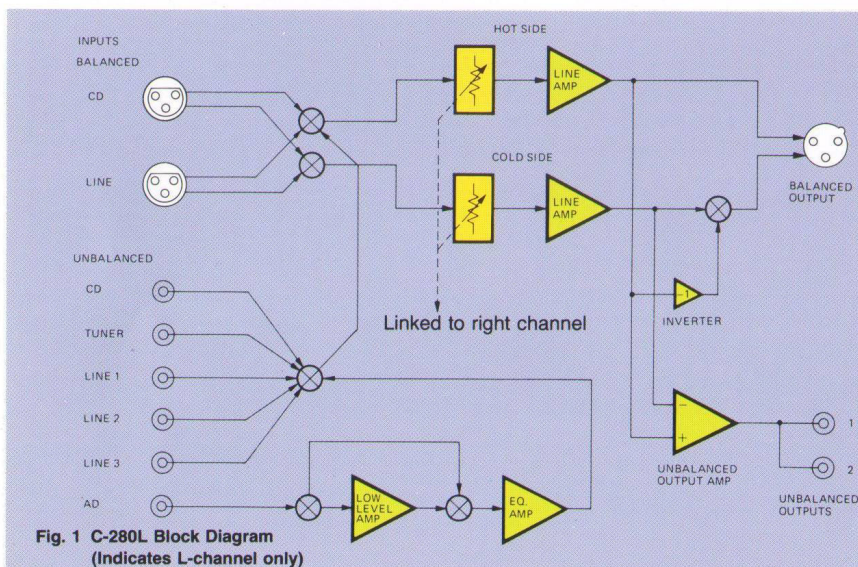 INPUTS
BALANCED
CD
LINE
UNBALANCED
CD
TUNER
LINE 1
LINE 2
LINE 3
AD
LOW
LEVEL
AMP
EQ.
AMP
HOT SIDE
LINE
AMP
COLD SIDE
LINE
AMP
Linked to right channel
BALANCED
OUTPUT
-1
INVERTER
−
+
UNBALANCED
OUTPUT AMP
1
2
UNBALANCED
OUTPUTS
Fig. 1 C-280L Block Diagram
(Indicates L-channel only)